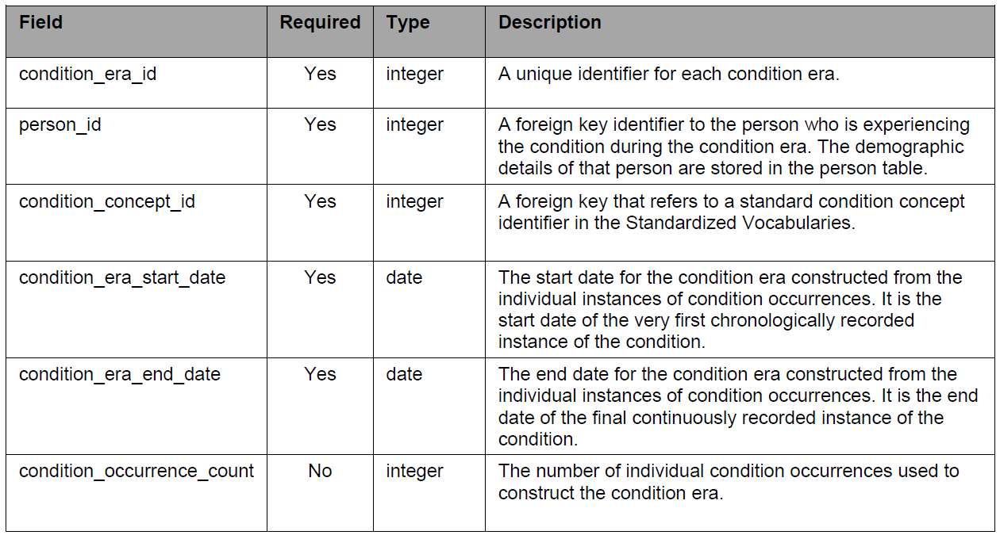 Field Required Type Description
condition_era_id Yes integer A unique identifier for each condition era.
person_id Yes integer A foreign key identifier to the person who is experiencing
the condition during the condition era. The demographic
details of that person are stored in the person table.
condition_concept_id Yes integer A foreign key that refers to a standard condition concept
identifier in the Standardized Vocabularies.
condition_era_start_date Yes date The start date for the condition era constructed from the
individual instances of condition occurrences. It is the
start date of the very first chronologically recorded
instance of the condition.
condition_era_end_date Yes date The end date for the condition era constructed from the
individual instances of condition occurrences. It is the end
date of the final continuously recorded instance of the
condition.
condition_occurrence_count No integer The number of individual condition occurrences used to
construct the condition era.